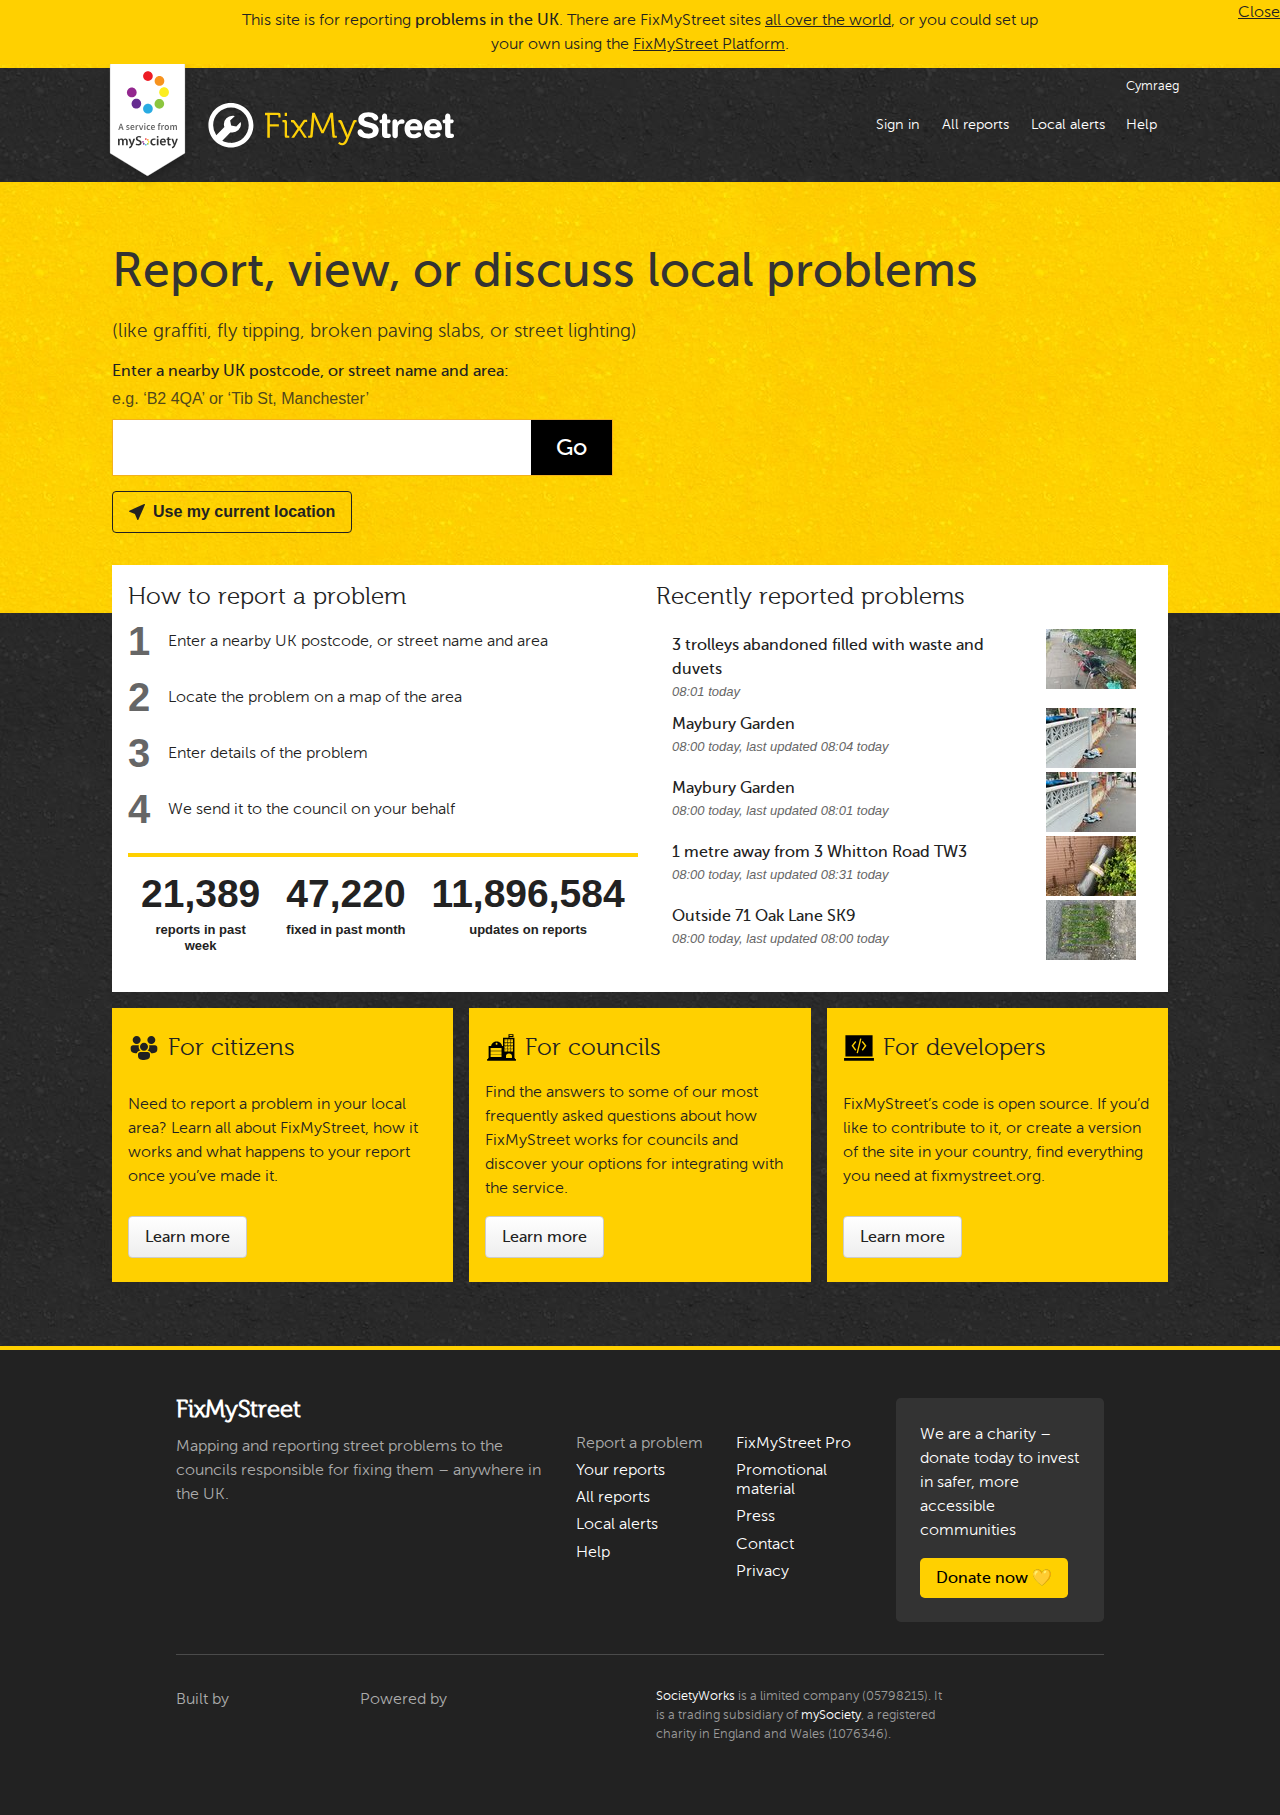 This site is for reporting problems in the UK. There are FixMyStreet sites all over the world, or you could set up
your own using the FixMyStreet Platform.
Close
Cymraeg
A service from
mySociety
FixMyStreet
Sign in
All reports
Local alerts
Help
Report, view, or discuss local problems
(like graffiti, fly tipping, broken paving slabs, or street lighting)
Enter a nearby UK postcode, or street name and area:
e.g. ‘B2 4QA’ or ‘Tib St, Manchester’
Go
Use my current location
How to report a problem
1 Enter a nearby UK postcode, or street name and area
2 Locate the problem on a map of the area
3 Enter details of the problem
4 We send it to the council on your behalf
21,389
reports in past
week
47,220
fixed in past month
11,896,584
updates on reports
Recently reported problems
3 trolleys abandoned filled with waste and
duvets
08:01 today
Maybury Garden
08:00 today, last updated 08:04 today
Maybury Garden
08:00 today, last updated 08:01 today
1 metre away from 3 Whitton Road TW3
08:00 today, last updated 08:31 today
Outside 71 Oak Lane SK9
08:00 today, last updated 08:00 today
For citizens
Need to report a problem in your local
area? Learn all about FixMyStreet, how it
works and what happens to your report
once you’ve made it.
Learn more
For councils
Find the answers to some of our most
frequently asked questions about how
FixMyStreet works for councils and
discover your options for integrating with
the service.
Learn more
For developers
FixMyStreet’s code is open source. If you’d
like to contribute to it, or create a version
of the site in your country, find everything
you need at fixmystreet.org.
Learn more
FixMyStreet
Mapping and reporting street problems to the
councils responsible for fixing them – anywhere in
the UK.
Report a problem
Your reports
All reports
Local alerts
Help
FixMyStreet Pro
Promotional
material
Press
Contact
Privacy
We are a charity –
donate today to invest
in safer, more
accessible
communities
Donate now 💛
Built by
Powered by
SocietyWorks is a limited company (05798215). It
is a trading subsidiary of mySociety, a registered
charity in England and Wales (1076346).